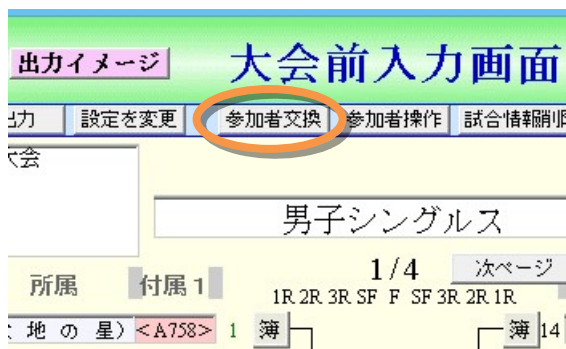 出力イメージ 大会前入力画面
出力 設定を変更 参加者交換 参加者操作 試合情報削
大会
男子シングルス
1/4 次ページ
所属 付属1 1R 2R 3R SF F SF 3R 2R 1R
地の星) <A758> 1 簿 簿 14